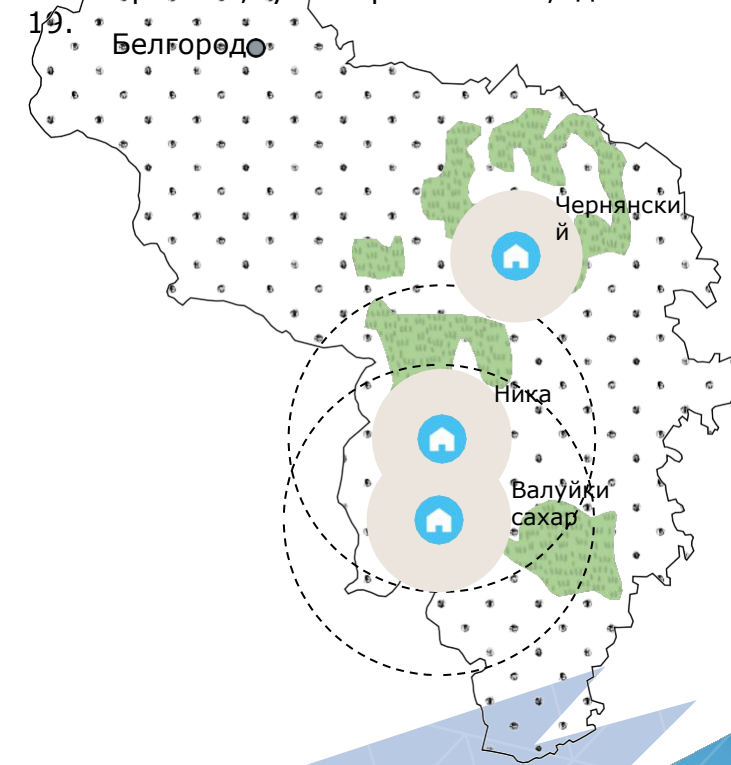 19.
Белгород
Чернянски
й
Ника
Валуйки
сахар